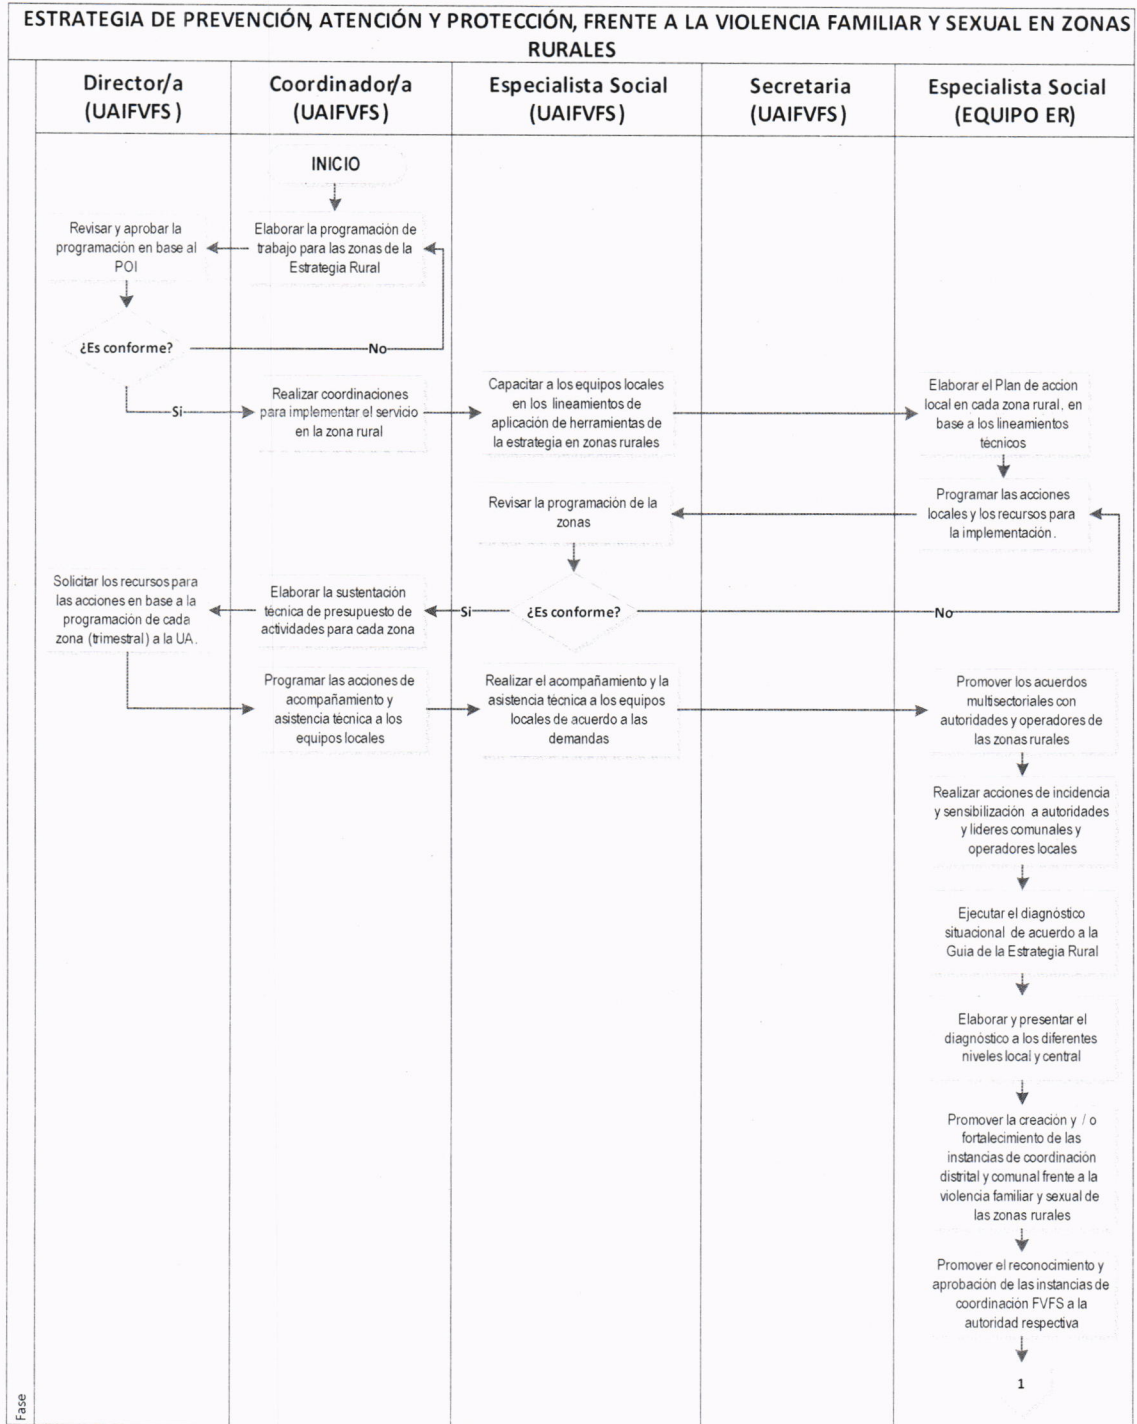 ESTRATEGIA DE PREVENCIÓN, ATENCIÓN Y PROTECCIÓN, FRENTE A LA VIOLENCIA FAMILIAR Y SEXUAL EN ZONAS
RURALES
Director/a
(UAIFVFS)
Coordinador/a
(UAIFVFS)
Especialista Social
(UAIFVFS)
Secretaria
(UAIFVFS)
Especialista Social
(EQUIPO ER)
INICIO
Revisar y aprobar la
programación en base al
POI
Elaborar la programación de
trabajo para las zonas de la
Estrategia Rural
¿Es conforme?
No
Si
Realizar coordinaciones
para implementar el servicio
en la zona rural
Capacitar a los equipos locales
en los lineamientos de
aplicación de herramientas de
la estrategia en zonas rurales
Elaborar el Plan de accion
local en cada zona rural, en
base a los lineamientos
técnicos
Revisar la programación de la
zonas
Programar las acciones
locales y los recursos para
la implementación.
Solicitar los recursos para
las acciones en base a la
programación de cada
zona (trimestral) a la UA.
Elaborar la sustentación
técnica de presupuesto de
actividades para cada zona
Si
¿Es conforme?
No
Programar las acciones de
acompañamiento y
asistencia técnica a los
equipos locales
Realizar el acompañamiento y la
asistencia técnica a los equipos
locales de acuerdo a las
demandas
Promover los acuerdos
multisectoriales con
autoridades y operadores de
las zonas rurales
Realizar acciones de incidencia
y sensibilización a autoridades
y lideres comunales y
operadores locales
Ejecutar el diagnóstico
situacional de acuerdo a la
Guia de la Estrategia Rural
Elaborar y presentar el
diagnóstico a los diferentes
niveles local y central
Promover la creación y / o
fortalecimiento de las
instancias de coordinación
distrital y comunal frente a la
violencia familiar y sexual de
las zonas rurales
Promover el reconocimiento y
aprobación de las instancias de
coordinación FVFS a la
autoridad respectiva
1
Fase